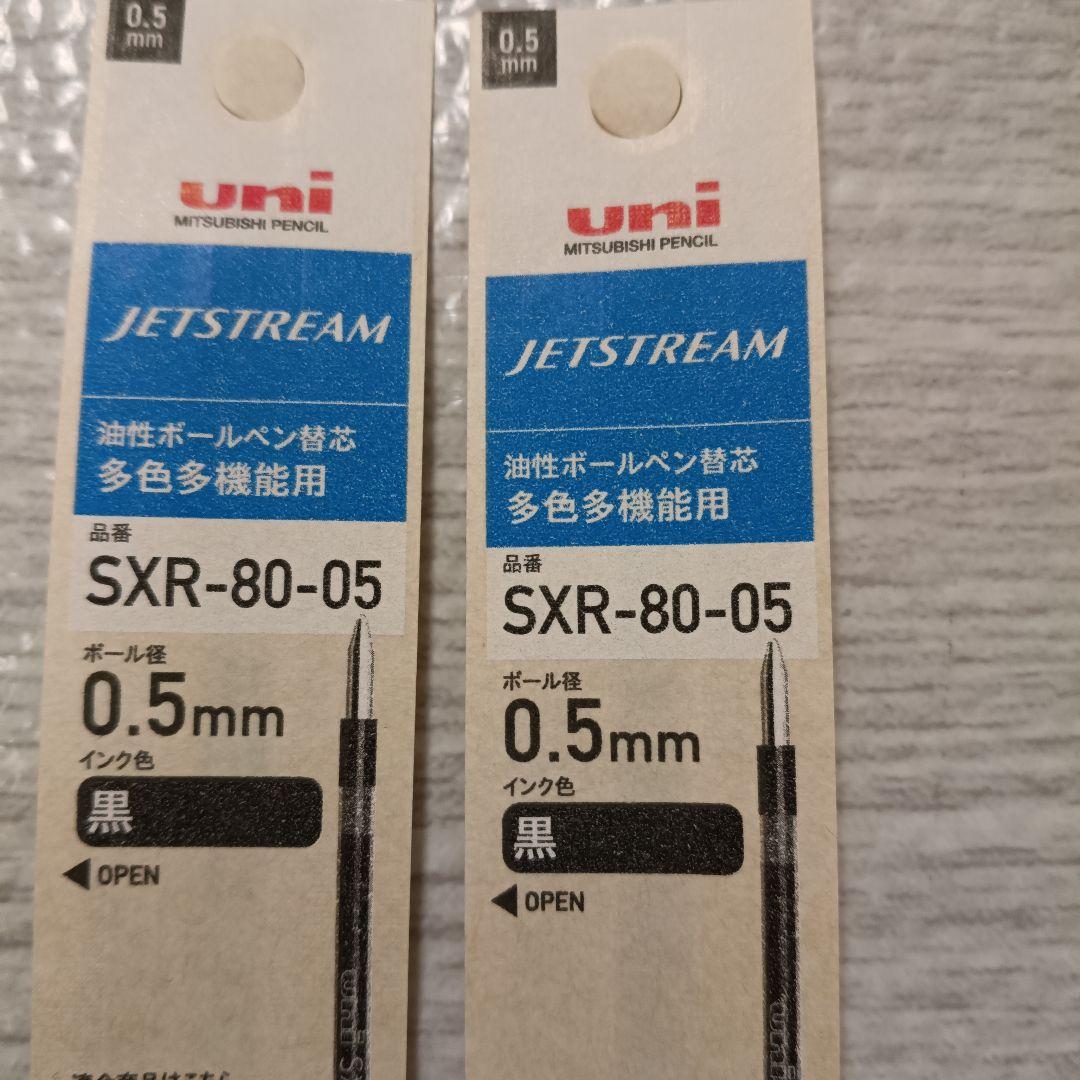 0.5
mm
uni
MITSUBISHI PENCIL
JETSTREAM
油性ボールペン替芯
多色多機能用
品番
SXR-80-05
ボール径
0.5mm
インク色
黒
OPEN
uni
0.5
mm
uni
MITSUBISHI PENCIL
JETSTREAM
油性ボールペン替芯
多色多機能用
品番
SXR-80-05
ボール径
0.5mm
インク色
黒
OPEN
uni